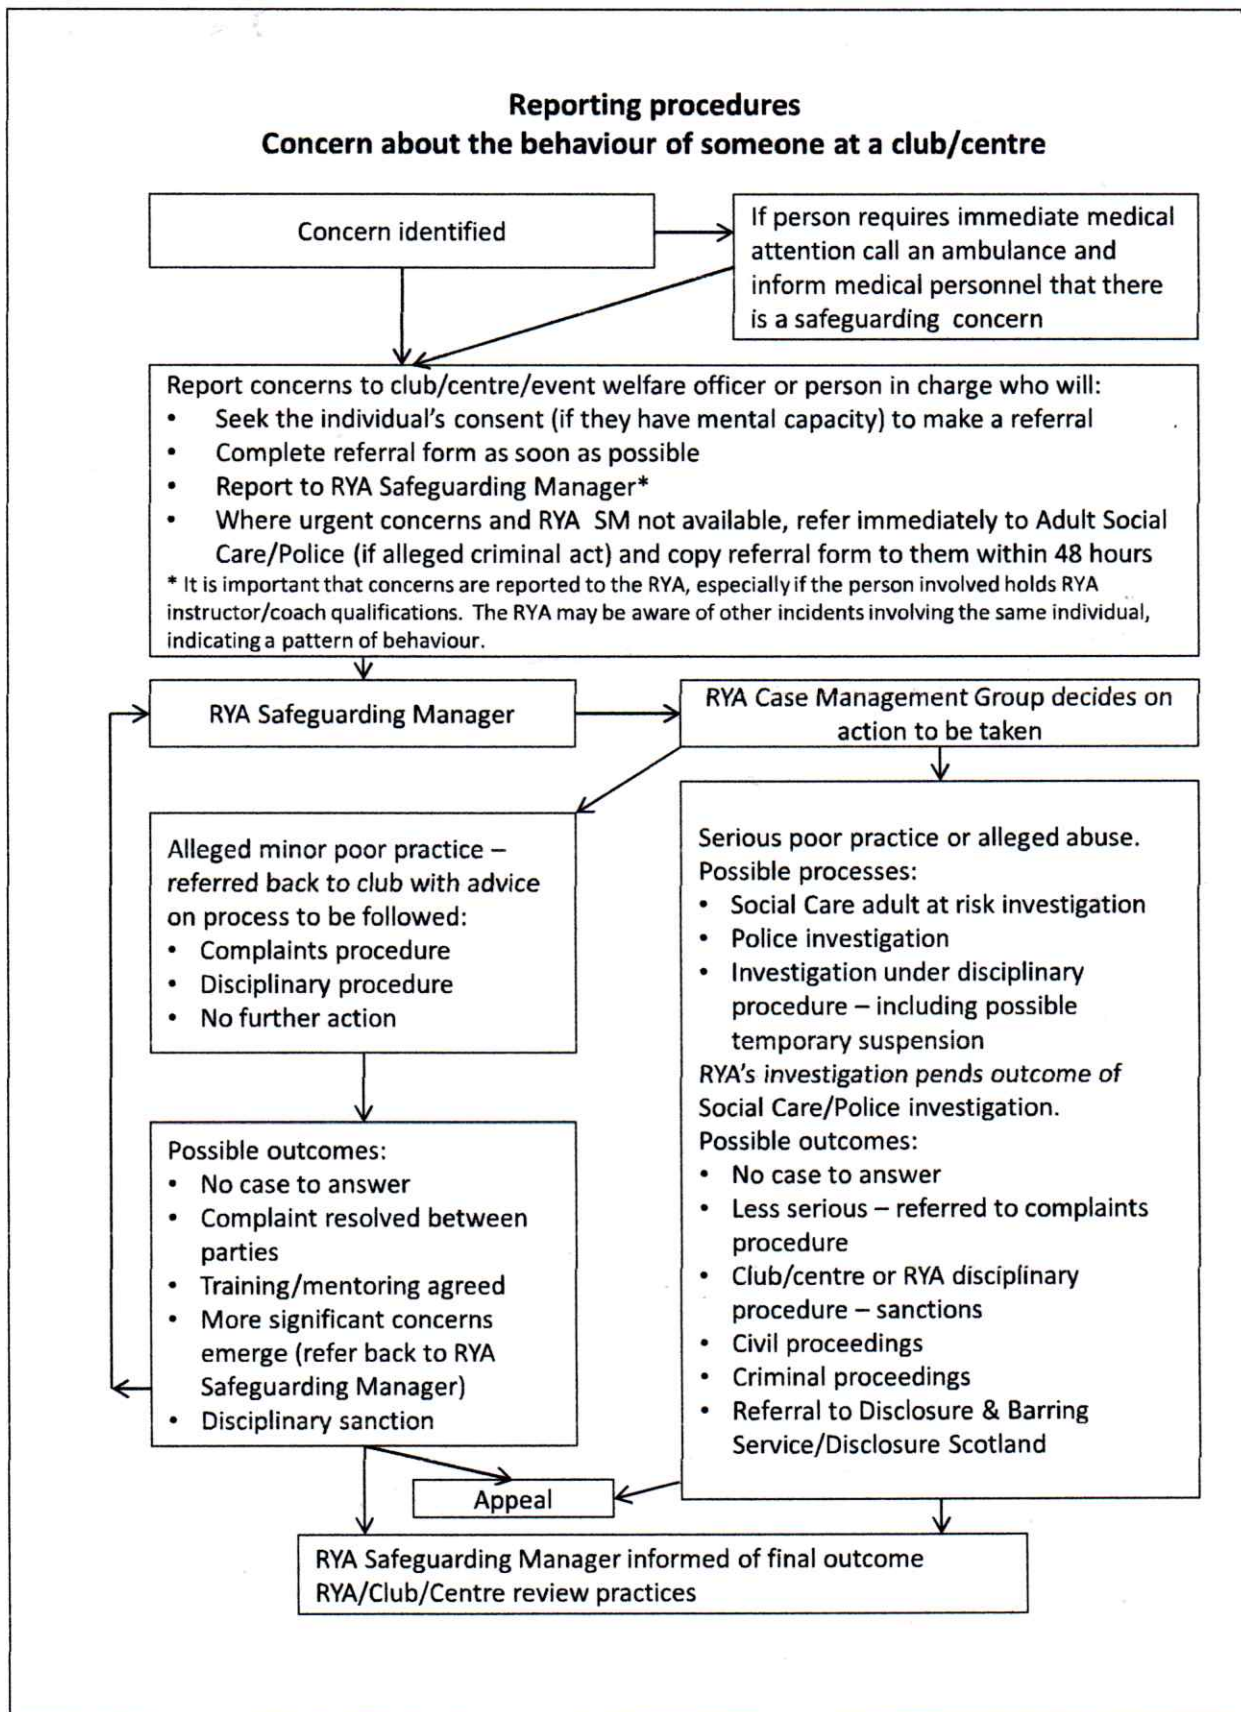 Reporting procedures
Concern about the behaviour of someone at a club/centre
Concern identified
If person requires immediate medical
attention call an ambulance and
inform medical personnel that there
is a safeguarding concern
Report concerns to club/centre/event welfare officer or person in charge who will:
• Seek the individual's consent (if they have mental capacity) to make a referral
• Complete referral form as soon as possible
• Report to RYA Safeguarding Manager*
• Where urgent concerns and RYA SM not available, refer immediately to Adult Social
Care/Police (if alleged criminal act) and copy referral form to them within 48 hours
* It is important that concerns are reported to the RYA, especially if the person involved holds RYA
instructor/coach qualifications. The RYA may be aware of other incidents involving the same individual,
indicating a pattern of behaviour.
RYA Safeguarding Manager
RYA Case Management Group decides on
action to be taken
Alleged minor poor practice –
referred back to club with advice
on process to be followed:
• Complaints procedure
• Disciplinary procedure
• No further action
Serious poor practice or alleged abuse.
Possible processes:
• Social Care adult at risk investigation
• Police investigation
• Investigation under disciplinary
procedure – including possible
temporary suspension
RYA's investigation pends outcome of
Social Care/Police investigation.
Possible outcomes:
• No case to answer
• Less serious – referred to complaints
procedure
• Club/centre or RYA disciplinary
procedure – sanctions
• Civil proceedings
• Criminal proceedings
• Referral to Disclosure & Barring
Service/Disclosure Scotland
Possible outcomes:
• No case to answer
• Complaint resolved between
parties
• Training/mentoring agreed
• More significant concerns
emerge (refer back to RYA
Safeguarding Manager)
• Disciplinary sanction
Appeal
RYA Safeguarding Manager informed of final outcome
RYA/Club/Centre review practices